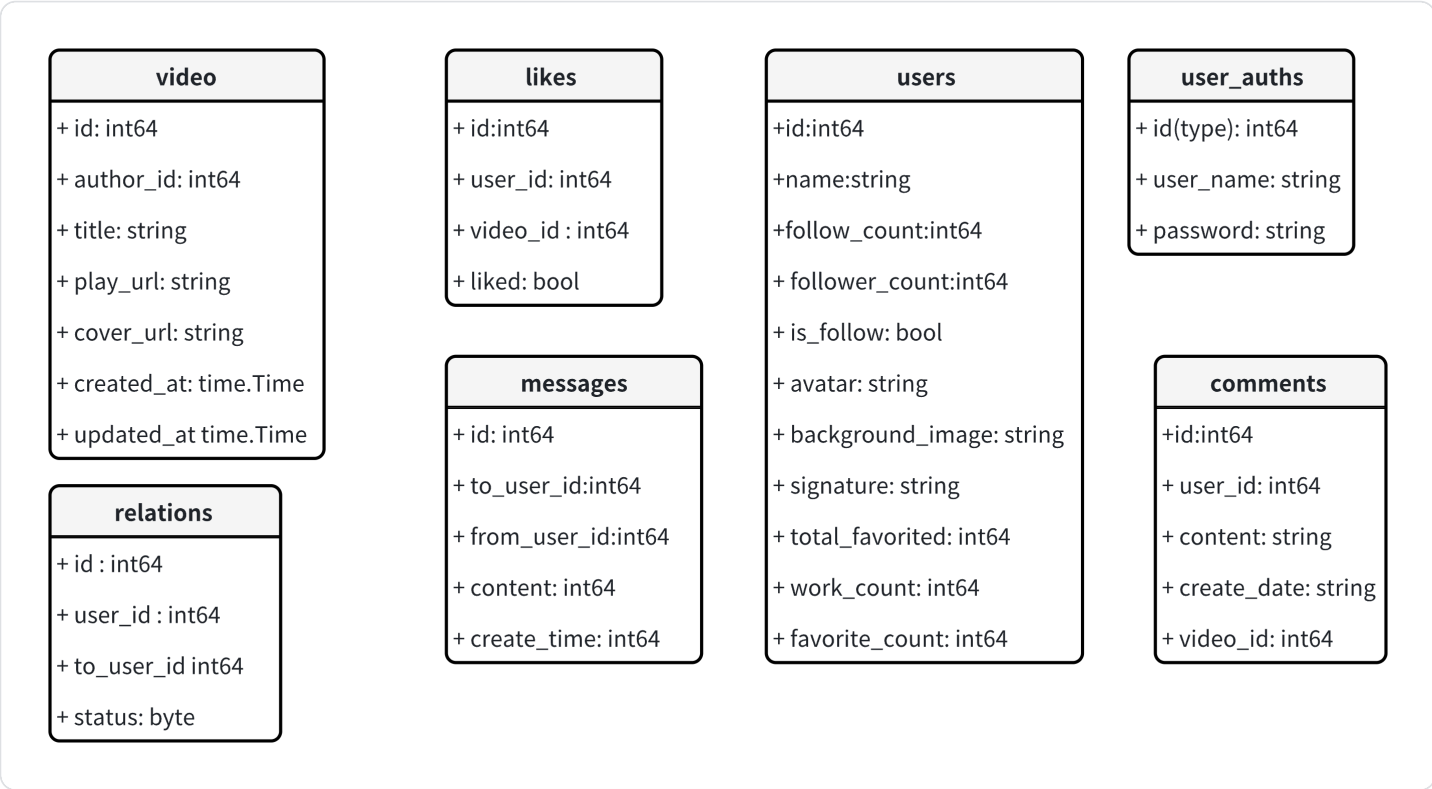 video
+ id: int64
+ author_id: int64
+ title: string
+ play_url: string
+ cover_url: string
+ created_at: time.Time
+ updated_at time.Time
relations
+ id : int64
+ user_id : int64
+ to_user_id int64
+ status: byte
likes
+ id:int64
+ user_id: int64
+ video_id : int64
+ liked: bool
messages
+ id: int64
+ to_user_id:int64
+ from_user_id:int64
+ content: int64
+ create_time: int64
users
+id:int64
+name:string
+follow_count:int64
+ follower_count:int64
+ is_follow: bool
+ avatar: string
+ background_image: string
+ signature: string
+ total_favorited: int64
+ work_count: int64
+ favorite_count: int64
user_auths
+ id(type): int64
+ user_name: string
+ password: string
comments
+id:int64
+ user_id: int64
+ content: string
+ create_date: string
+ video_id: int64